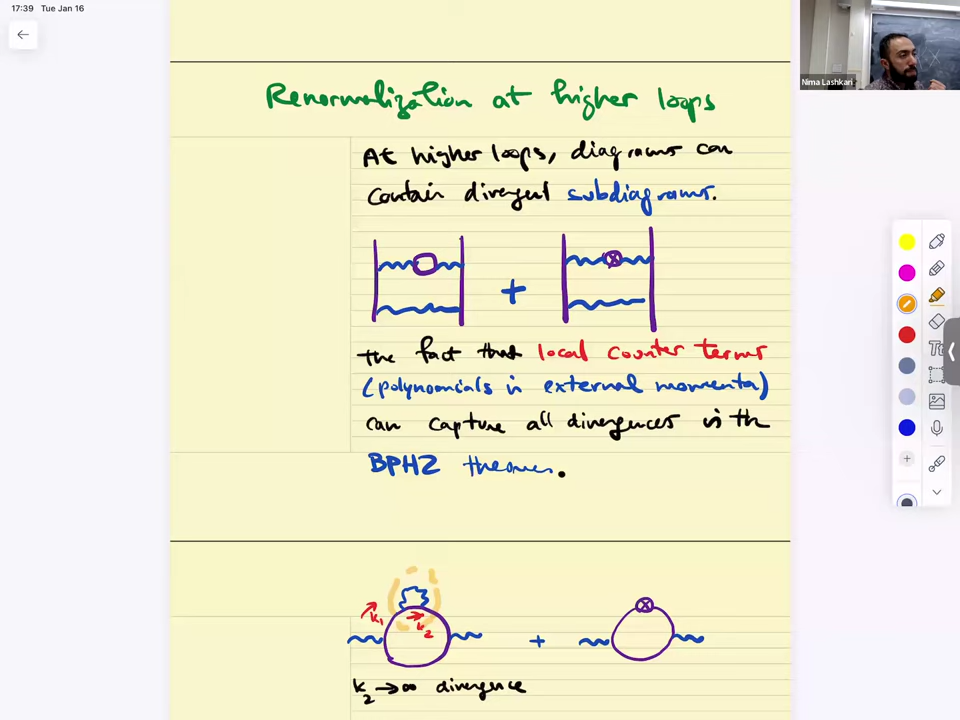 17:39 Tue Jan 16
Nima Lashkari
Renormalization at higher loops
At higher loops, diagrams can
contain divergent subdiagrams.
+
the fact that local counter terms
(polynomials in external momenta)
can capture all divergences is the
BPHZ theorem.
k₁
k₂
+
k₂ → ∞ divergence